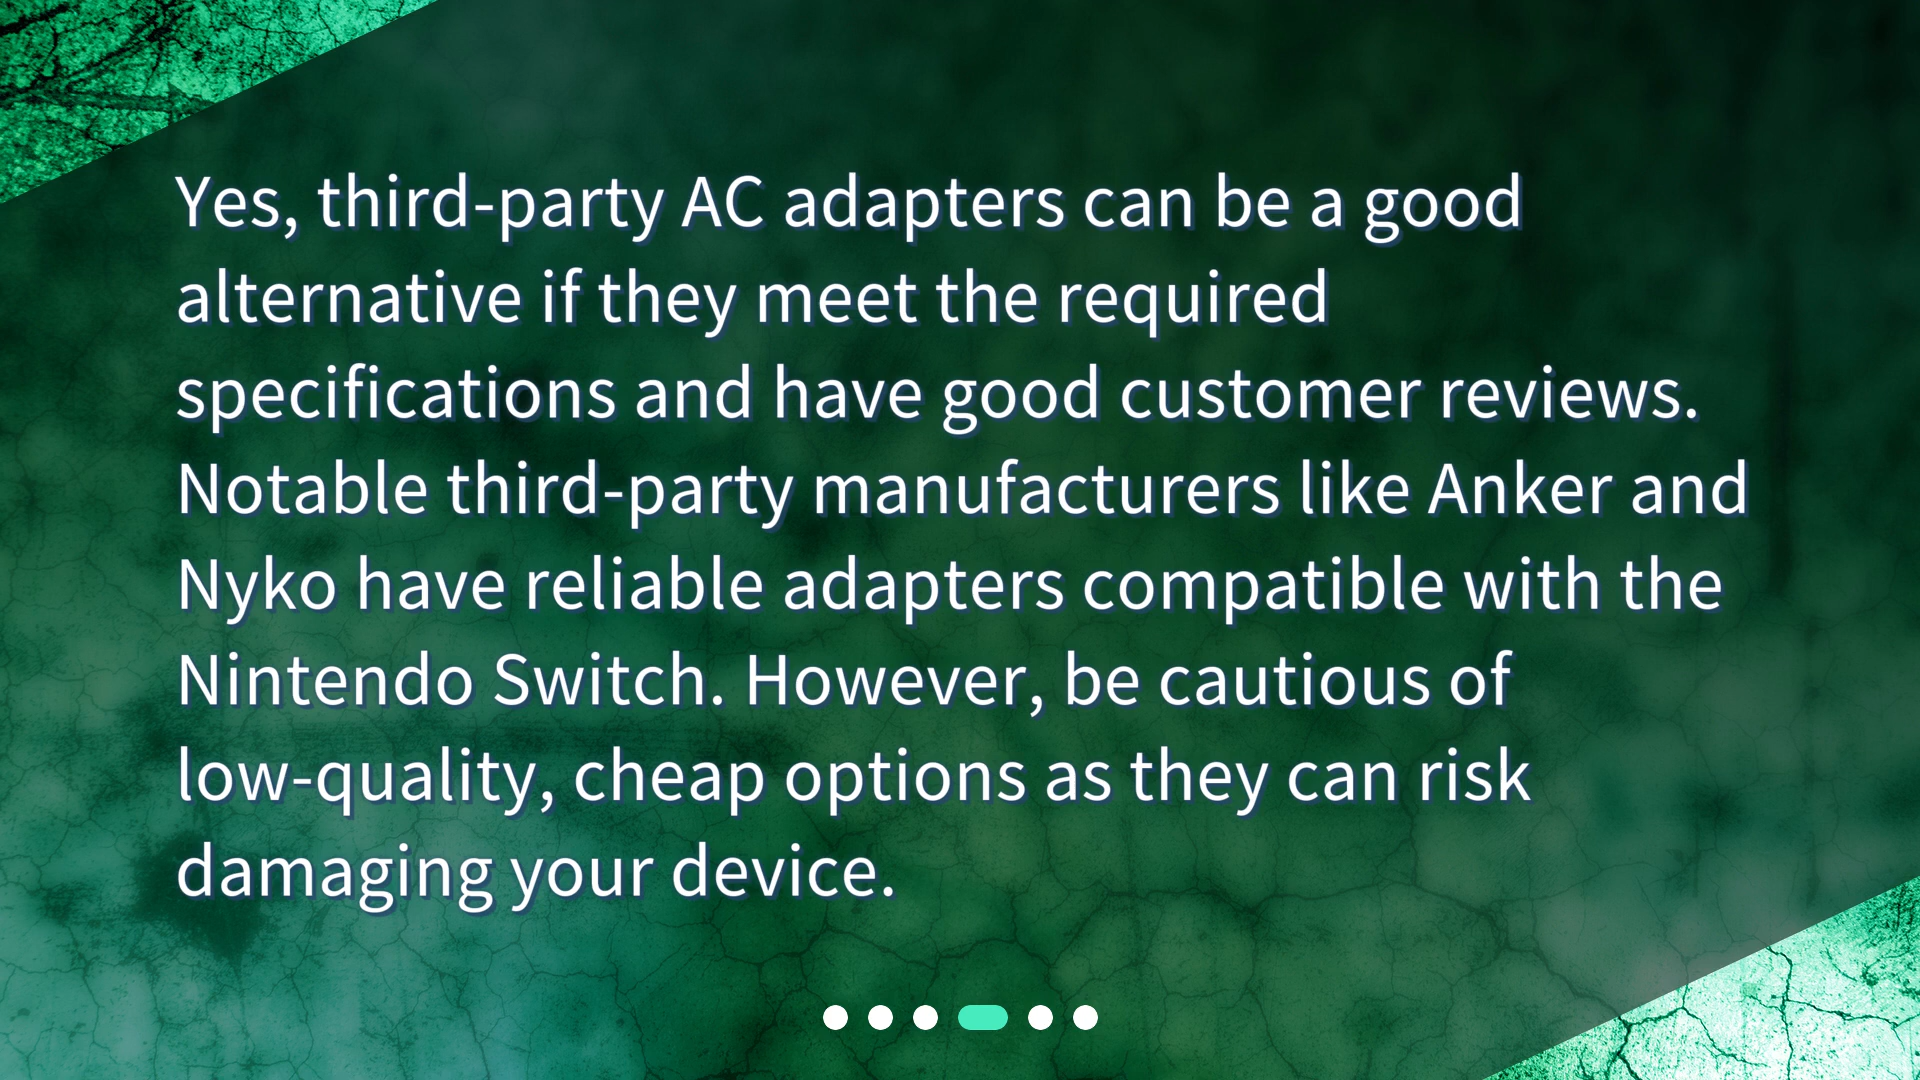 Yes, third-party AC adapters can be a good
alternative if they meet the required
specifications and have good customer reviews.
Notable third-party manufacturers like Anker and
Nyko have reliable adapters compatible with the
Nintendo Switch. However, be cautious of
low-quality, cheap options as they can risk
damaging your device.